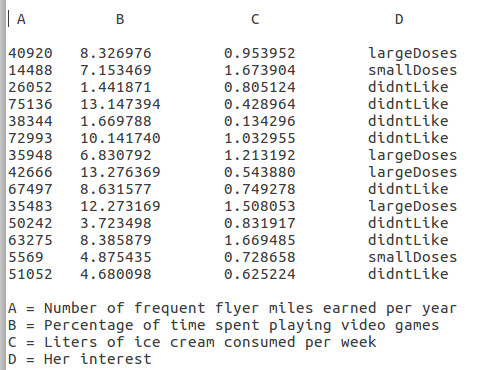 A B C D
40920 8.326976 0.953952 largeDoses
14488 7.153469 1.673904 smallDoses
26052 1.441871 0.805124 didntLike
75136 13.147394 0.428964 didntLike
38344 1.669788 0.134296 didntLike
72993 10.141740 1.032955 didntLike
35948 6.830792 1.213192 largeDoses
42666 13.276369 0.543880 largeDoses
67497 8.631577 0.749278 didntLike
35483 12.273169 1.508053 largeDoses
50242 3.723498 0.831917 didntLike
63275 8.385879 1.669485 didntLike
5569 4.875435 0.728658 smallDoses
51052 4.680098 0.625224 didntLike
A = Number of frequent flyer miles earned per year
B = Percentage of time spent playing video games
C = Liters of ice cream consumed per week
D = Her interest